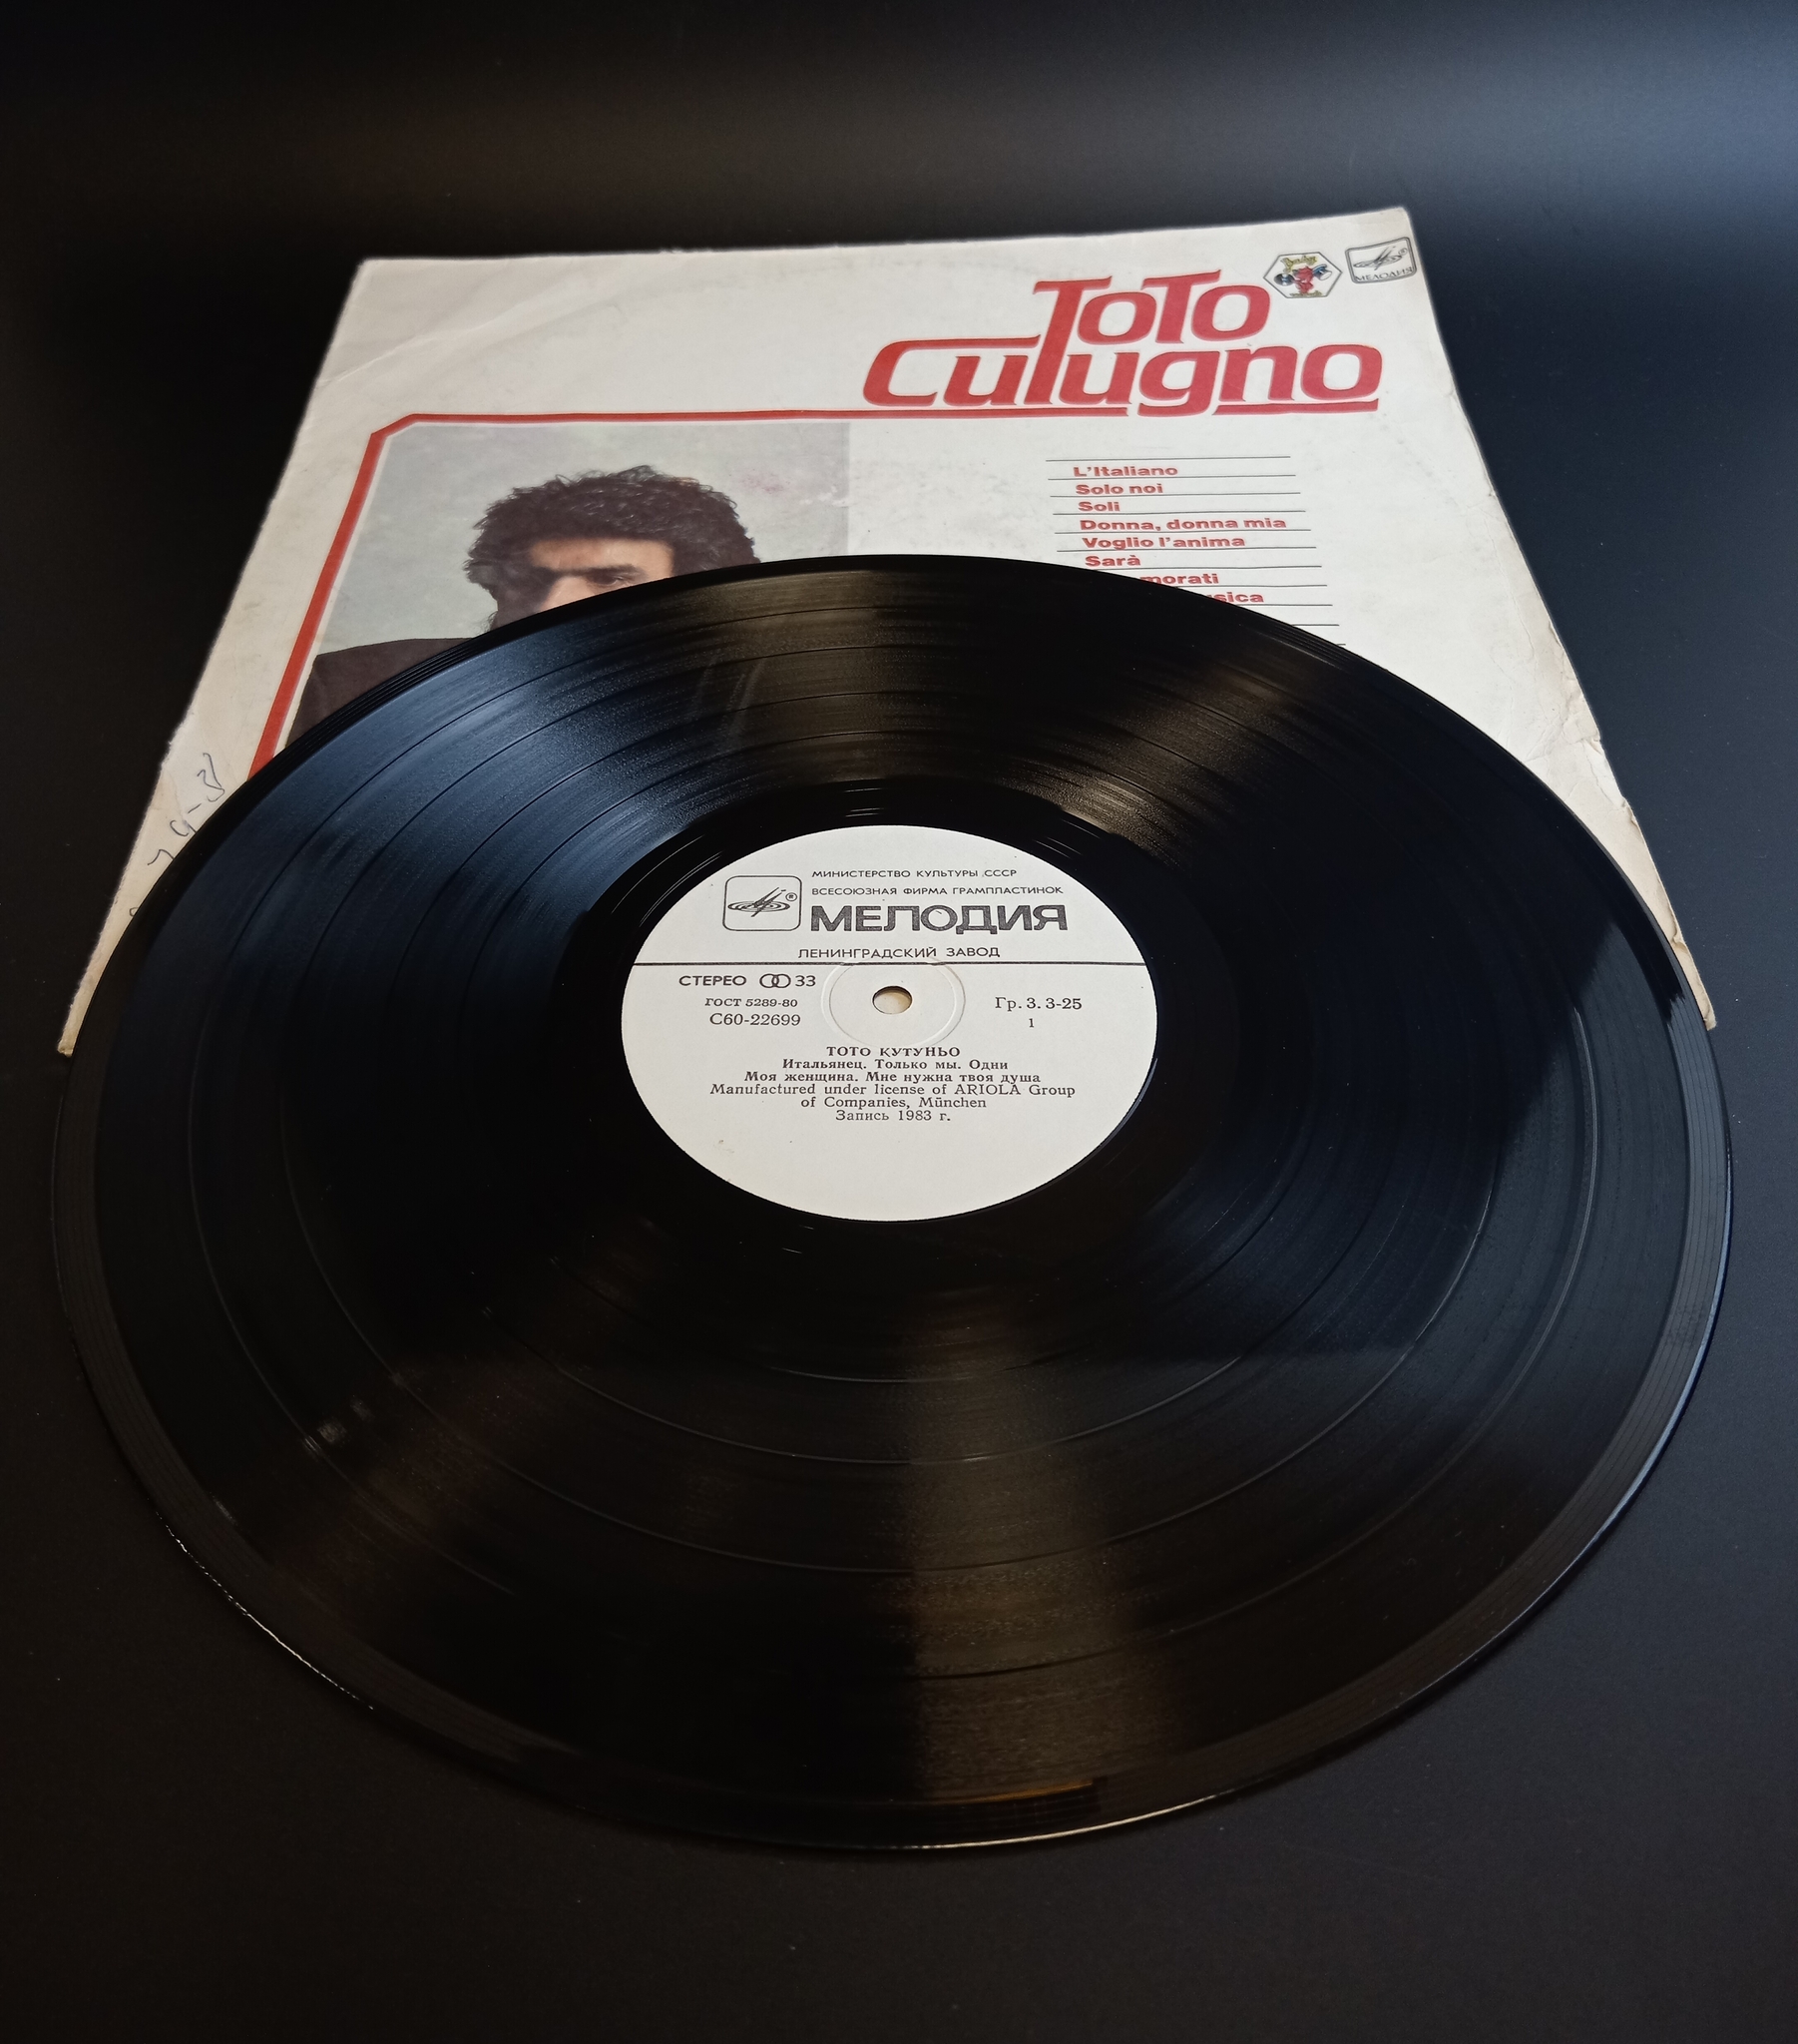 Toto
Cutugno
МЕЛОДИЯ
L'Italiano
Solo noi
Soli
Donna, donna mia
Voglio l'anima
Sarà
МИНИСТЕРСТВО КУЛЬТУРЫ СССР
ВСЕСОЮЗНАЯ ФИРМА ГРАМПЛАСТИНОК
МЕЛОДИЯ
ЛЕНИНГРАДСКИЙ ЗАВОД
СТЕРЕО 33
ГОСТ 5289-80
С60-22699
Гр. 3. 3-25
1
ТОТО КУТУНЬО
Итальянец. Только мы. Одни
Моя женщина. Мне нужна твоя душа
Manufactured under license of ARIOLA Group
of Companies, München
Запись 1983 г.